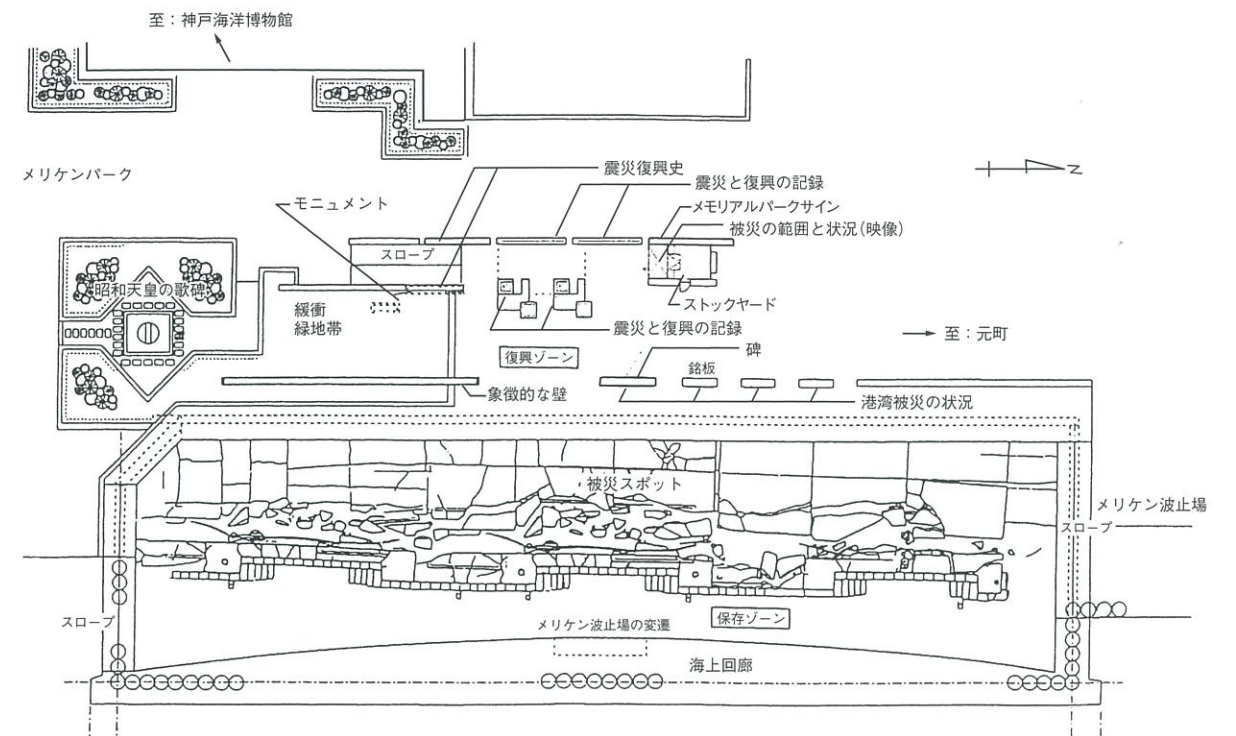 至：神戸海洋博物館
メリケンパーク
震災復興史
震災と復興の記録
N
モニュメント
メモリアルパークサイン
被災の範囲と状況（映像）
スロープ
昭和天皇の歌碑
緩衝
緑地帯
ストックヤード
震災と復興の記録
至：元町
復興ゾーン
碑
銘板
象徴的な壁
港湾被災の状況
被災スポット
メリケン波止場
スロープ
スロープ
保存ゾーン
メリケン波止場の変遷
海上回廊